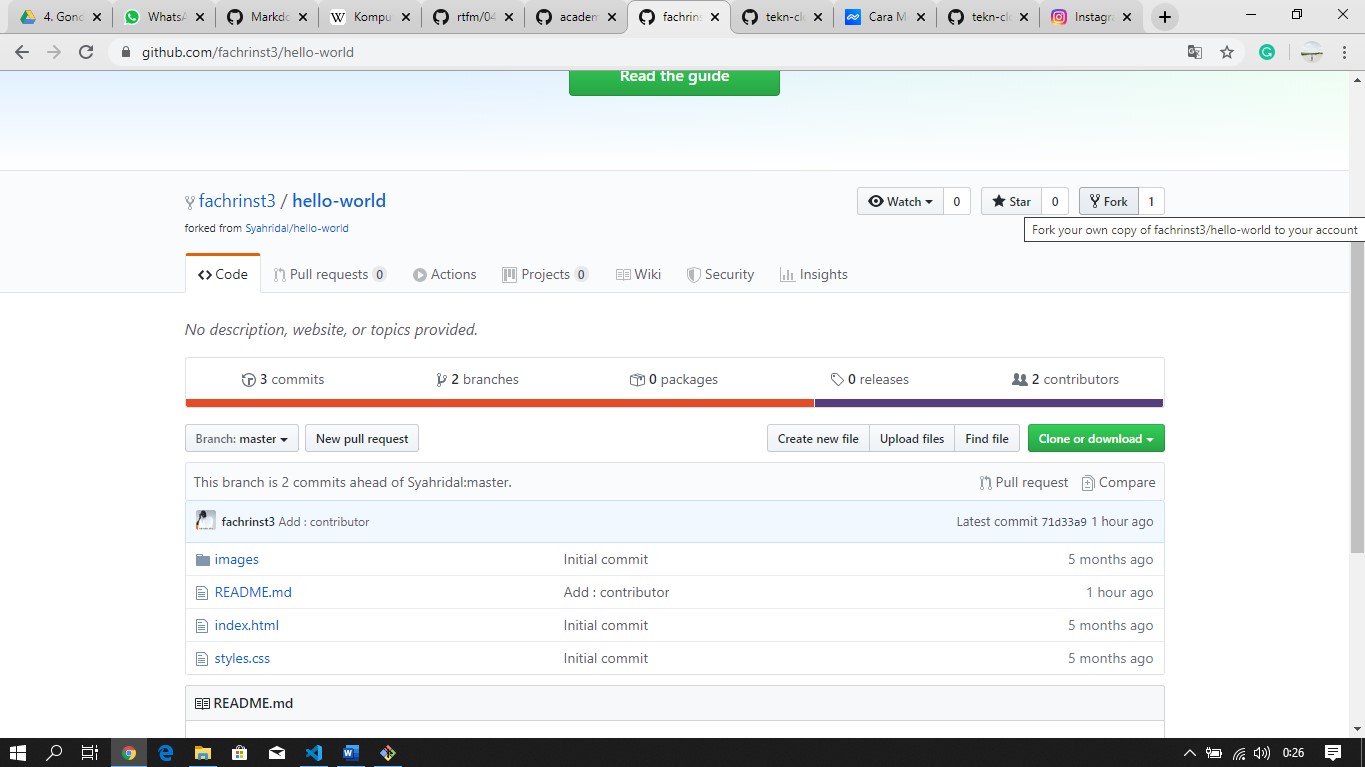 4. Gond
WhatsA
Markdo
Kompu
rtfm/04
academ
fachrins
tekn-cl
Cara M
tekn-cl
Instagra
github.com/fachrinst3/hello-world
Read the guide
fachrinst3 / hello-world
Watch 0 Star 0 Fork 1
forked from Syahridal/hello-world
Fork your own copy of fachrinst3/hello-world to your account
Code Pull requests 0 Actions Projects 0 Wiki Security Insights
No description, website, or topics provided.
3 commits 2 branches 0 packages 0 releases 2 contributors
Branch: master New pull request Create new file Upload files Find file Clone or download
This branch is 2 commits ahead of Syahridal:master. Pull request Compare
fachrinst3 Add : contributor Latest commit 71d33a9 1 hour ago
images Initial commit 5 months ago
README.md Add : contributor 1 hour ago
index.html Initial commit 5 months ago
styles.css Initial commit 5 months ago
README.md
0:26